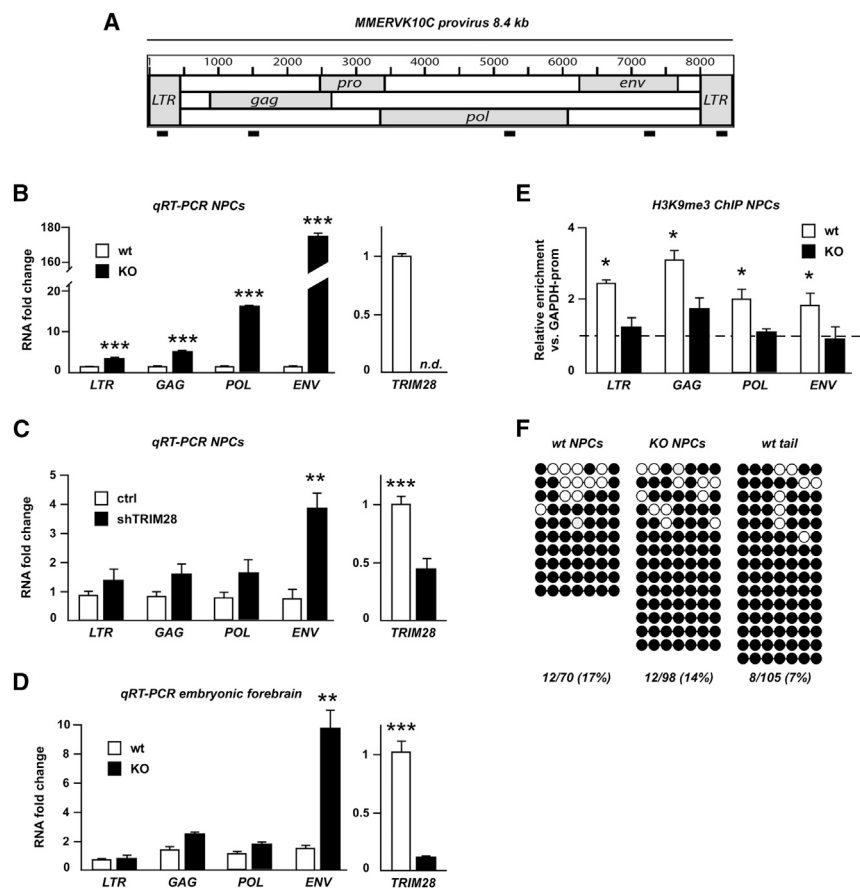 A
MMERVK10C provirus 8.4 kb
1 1000 2000 3000 4000 5000 6000 7000 8000
LTR pro env LTR
gag
pol
B
qRT-PCR NPCs
RNA fold change
180
160
20
10
0
wt
KO
***
***
***
***
LTR GAG POL ENV
1
0.5
0
n.d.
TRIM28
E
H3K9me3 ChIP NPCs
Relative enrichment
vs. GAPDH-prom
4
2
0
wt
KO
*
*
*
*
LTR GAG POL ENV
C
qRT-PCR NPCs
RNA fold change
5
4
3
2
1
0
ctrl
shTRIM28
**
LTR GAG POL ENV
***
1
0.5
0
TRIM28
F
wt NPCs KO NPCs wt tail
12/70 (17%) 12/98 (14%) 8/105 (7%)
D
qRT-PCR embryonic forebrain
RNA fold change
10
8
6
4
2
0
wt
KO
**
LTR GAG POL ENV
***
1
0.5
0
TRIM28